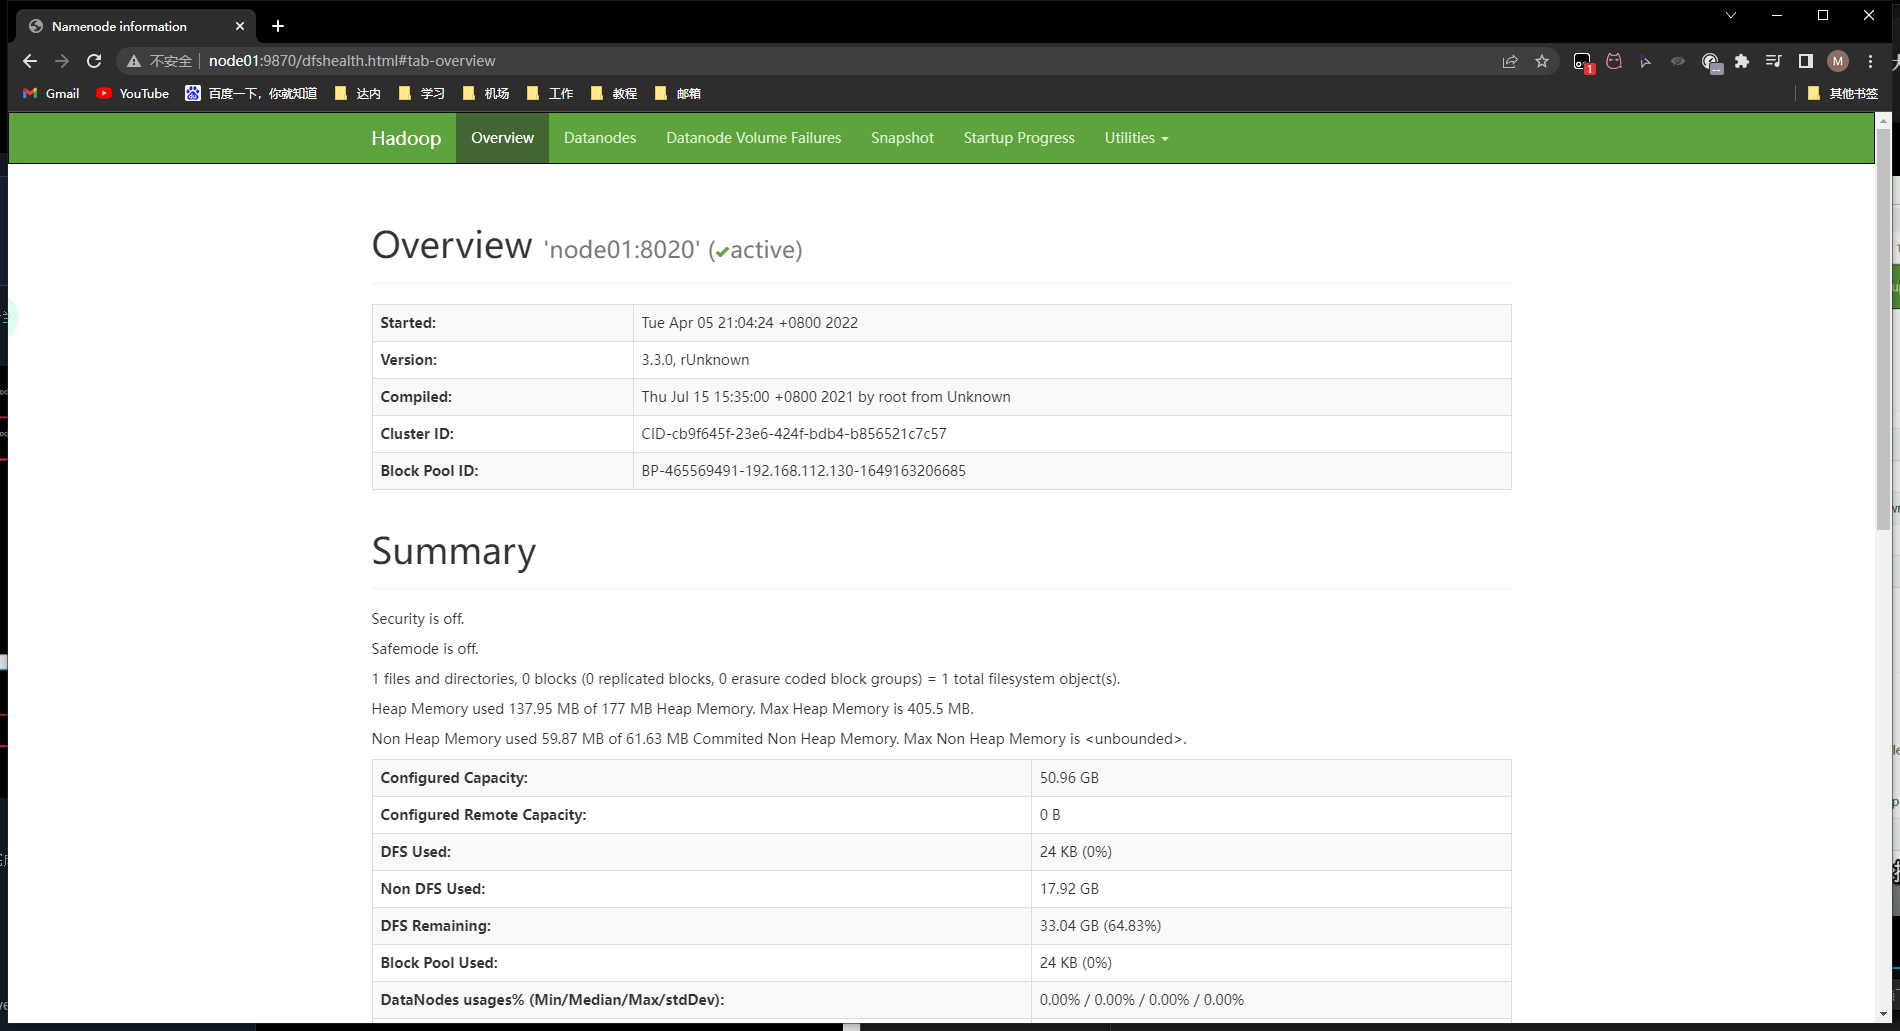 Namenode information
不安全 node01:9870/dfshealth.html#tab-overview
1
M
Gmail YouTube 百度一下，你就知道 达内 学习 机场 工作 教程 邮箱 其他书签
Hadoop Overview Datanodes Datanode Volume Failures Snapshot Startup Progress Utilities
Overview 'node01:8020' (✔active)
Started: Tue Apr 05 21:04:24 +0800 2022
Version: 3.3.0, rUnknown
Compiled: Thu Jul 15 15:35:00 +0800 2021 by root from Unknown
Cluster ID: CID-cb9f645f-23e6-424f-bdb4-b856521c7c57
Block Pool ID: BP-465569491-192.168.112.130-1649163206685
Summary
Security is off.
Safemode is off.
1 files and directories, 0 blocks (0 replicated blocks, 0 erasure coded block groups) = 1 total filesystem object(s).
Heap Memory used 137.95 MB of 177 MB Heap Memory. Max Heap Memory is 405.5 MB.
Non Heap Memory used 59.87 MB of 61.63 MB Commited Non Heap Memory. Max Non Heap Memory is <unbounded>.
Configured Capacity: 50.96 GB
Configured Remote Capacity: 0 B
DFS Used: 24 KB (0%)
Non DFS Used: 17.92 GB
DFS Remaining: 33.04 GB (64.83%)
Block Pool Used: 24 KB (0%)
DataNodes usages% (Min/Median/Max/stdDev): 0.00% / 0.00% / 0.00% / 0.00%